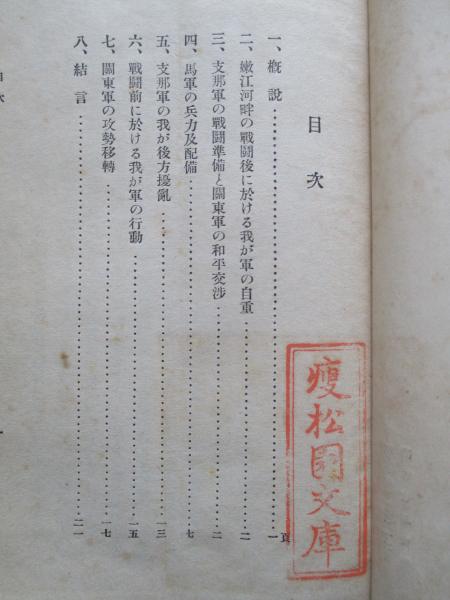 目次
頁
一、概説……一
二、嫩江河畔の戰鬪後に於ける我が軍の自重……二
三、支那軍の戰鬪準備と關東軍の和平交渉……二
四、馬軍の兵力及配備……七
五、支那軍の我が後方擾亂……一三
六、戰鬪前に於ける我が軍の行動……一五
七、關東軍の攻勢移轉……一七
八、結言……二一
瘦松園文庫
目次
一